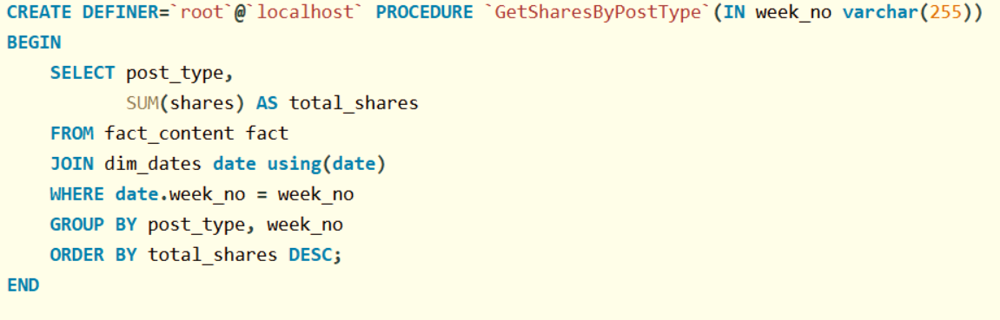 CREATE DEFINER=`root`@`localhost` PROCEDURE `GetSharesByPostType`(IN week_no varchar(255))
BEGIN
    SELECT post_type,
           SUM(shares) AS total_shares
    FROM fact_content fact
    JOIN dim_dates date using(date)
    WHERE date.week_no = week_no
    GROUP BY post_type, week_no
    ORDER BY total_shares DESC;
END